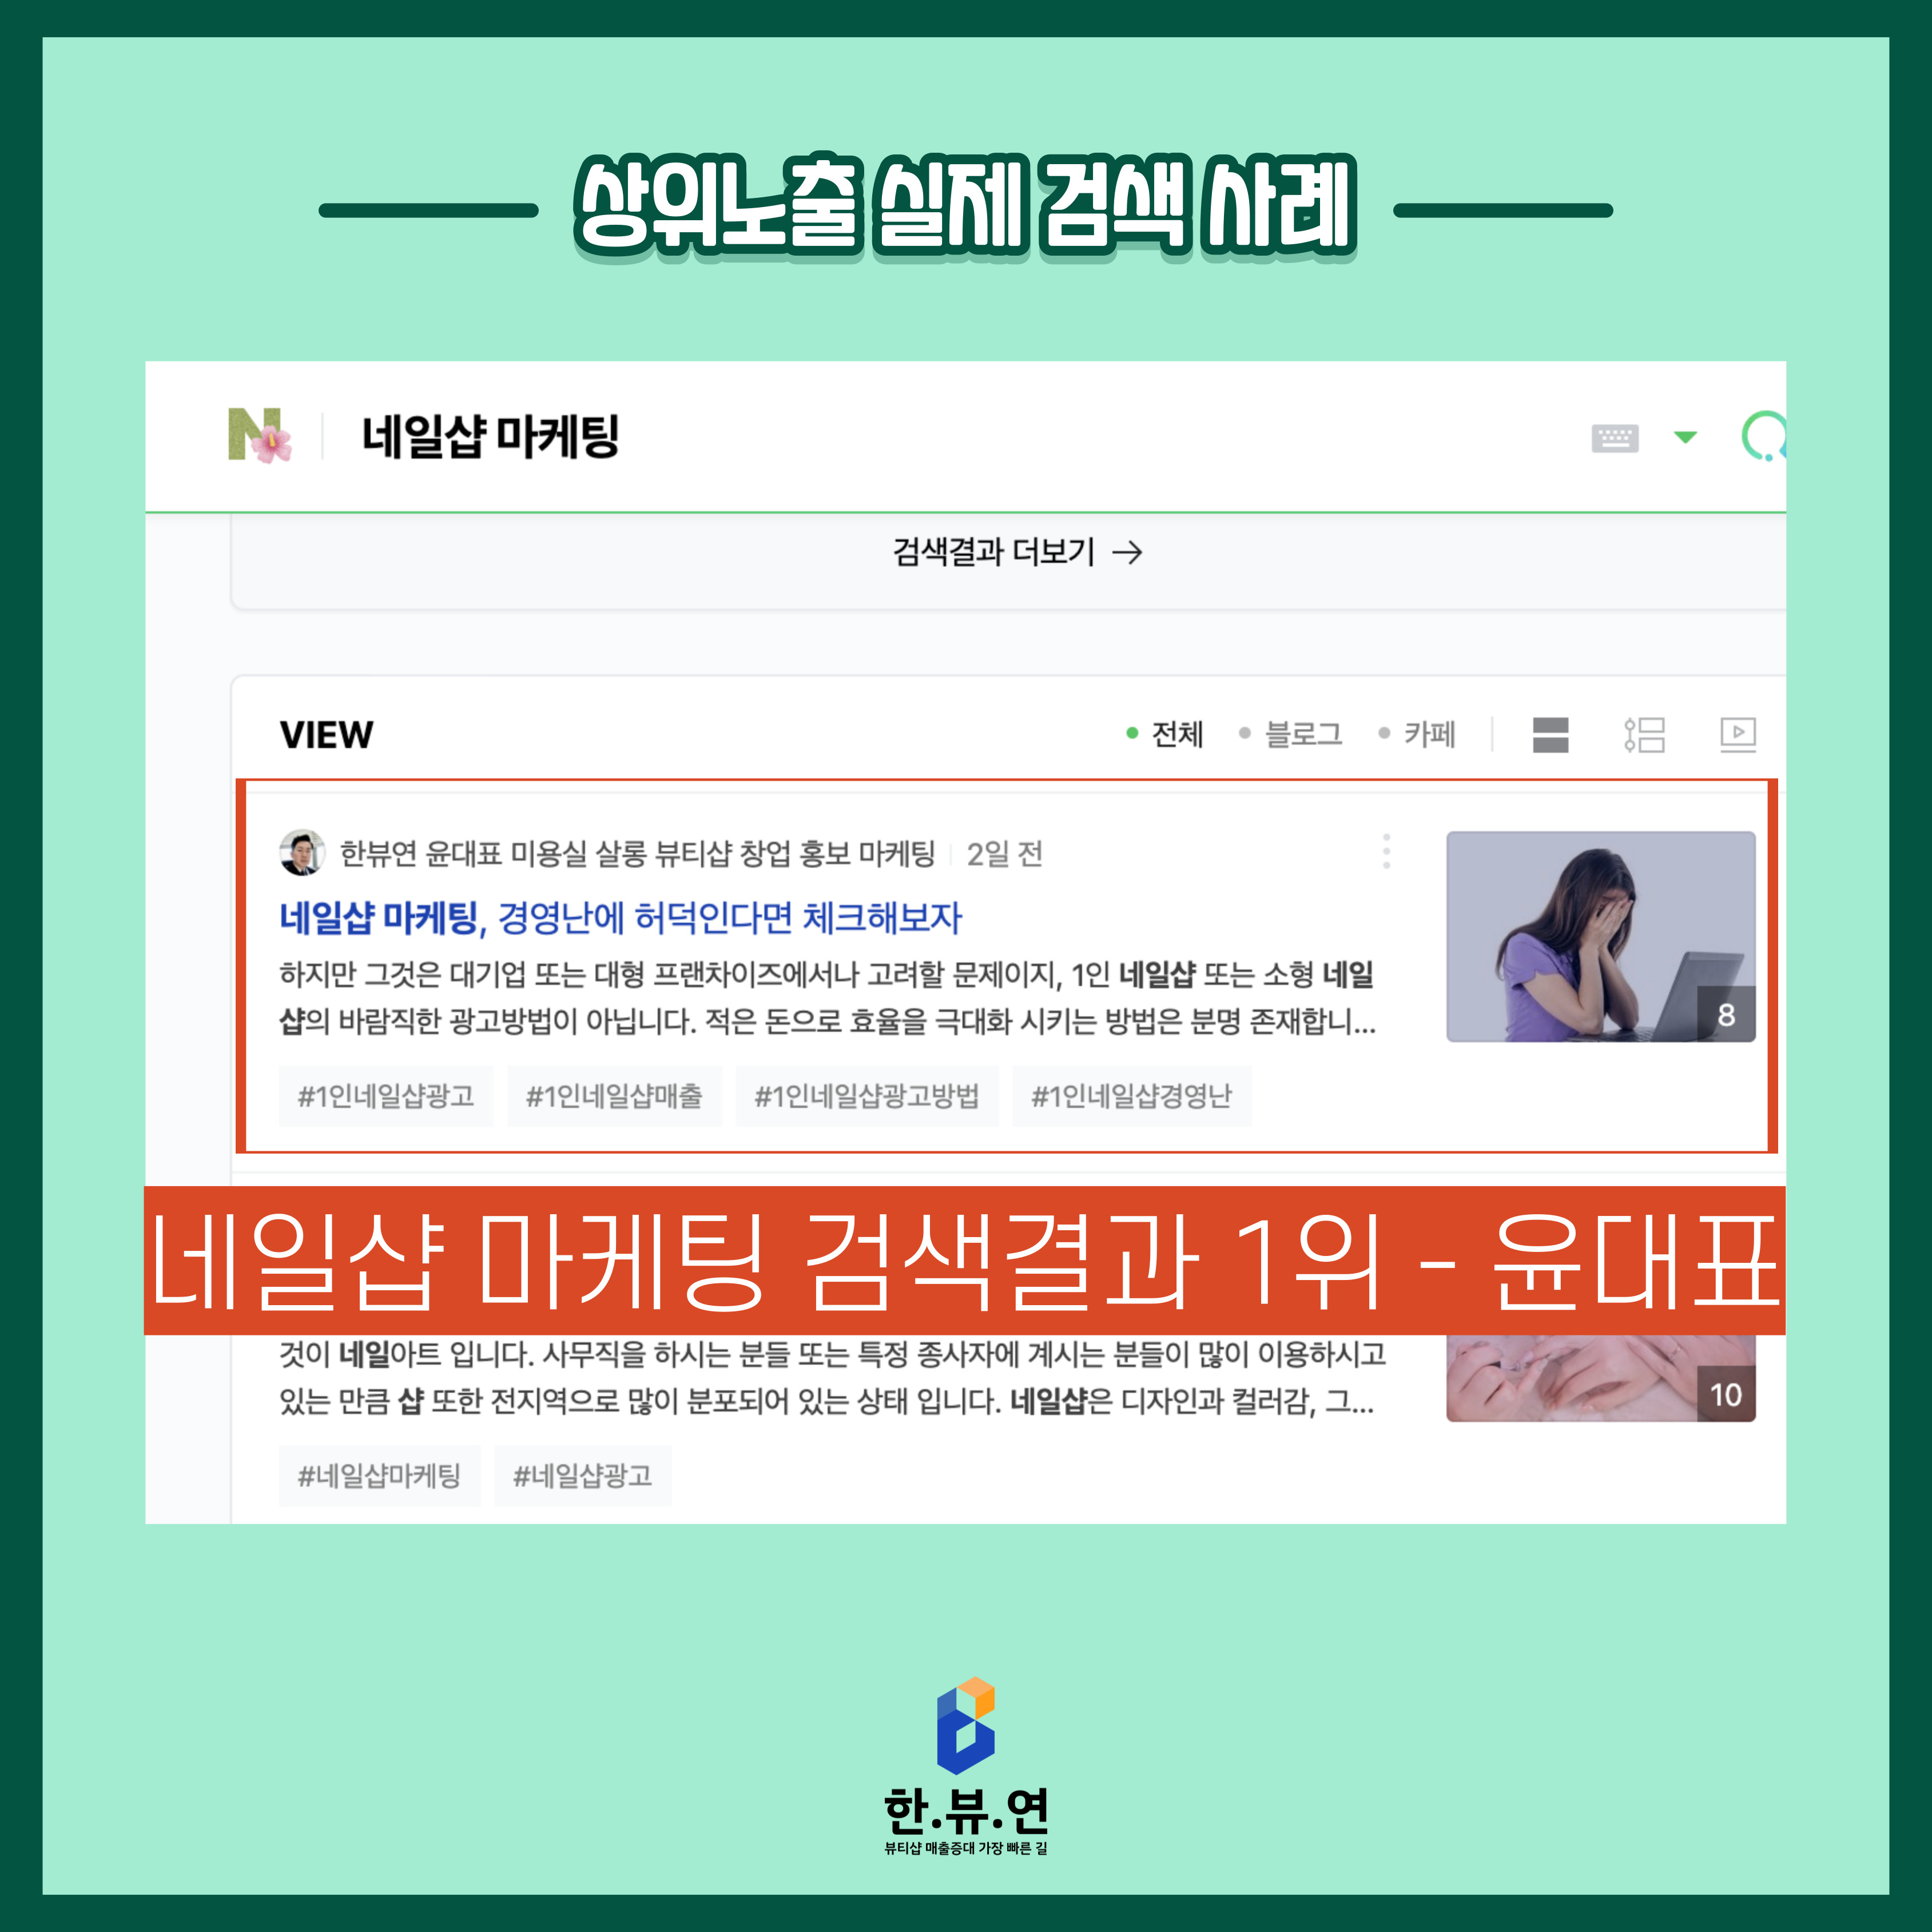 상위노출 실제 검색 사례
N 네일샵 마케팅
검색결과 더보기 →
VIEW
전체 블로그 카페
한뷰연 윤대표 미용실 살롱 뷰티샵 창업 홍보 마케팅 2일 전
네일샵 마케팅, 경영난에 허덕인다면 체크해보자
하지만 그것은 대기업 또는 대형 프랜차이즈에서나 고려할 문제이지, 1인 네일샵 또는 소형 네일
샵의 바람직한 광고방법이 아닙니다. 적은 돈으로 효율을 극대화 시키는 방법은 분명 존재합니...
8
#1인네일샵광고 #1인네일샵매출 #1인네일샵광고방법 #1인네일샵경영난
네일샵 마케팅 검색결과 1위 - 윤대표
것이 네일아트 입니다. 사무직을 하시는 분들 또는 특정 종사자에 계시는 분들이 많이 이용하시고
있는 만큼 샵 또한 전지역으로 많이 분포되어 있는 상태 입니다. 네일샵은 디자인과 컬러감, 그...
10
#네일샵마케팅 #네일샵광고
한.뷰.연
뷰티샵 매출증대 가장 빠른 길